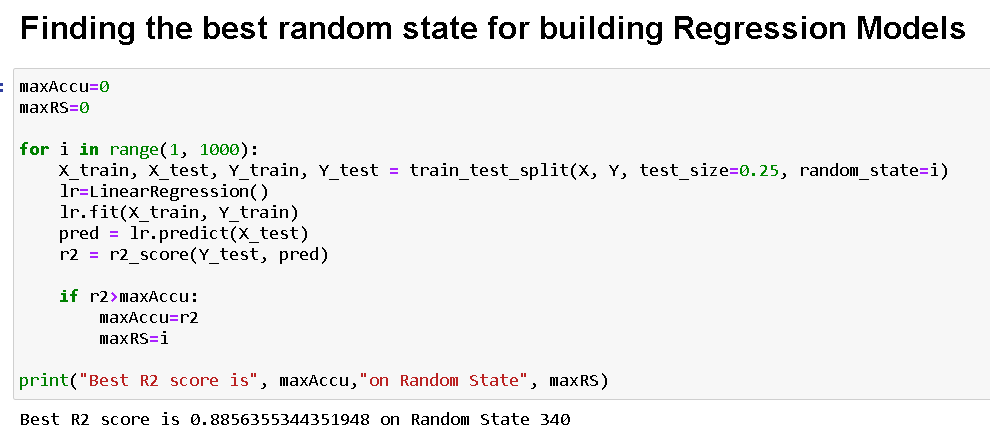 Finding the best random state for building Regression Models
:
maxAccu=0
maxRS=0
for i in range(1, 1000):
    X_train, X_test, Y_train, Y_test = train_test_split(X, Y, test_size=0.25, random_state=i)
    lr=LinearRegression()
    lr.fit(X_train, Y_train)
    pred = lr.predict(X_test)
    r2 = r2_score(Y_test, pred)
    if r2>maxAccu:
        maxAccu=r2
        maxRS=i
print("Best R2 score is", maxAccu,"on Random State", maxRS)
Best R2 score is 0.8856355344351948 on Random State 340